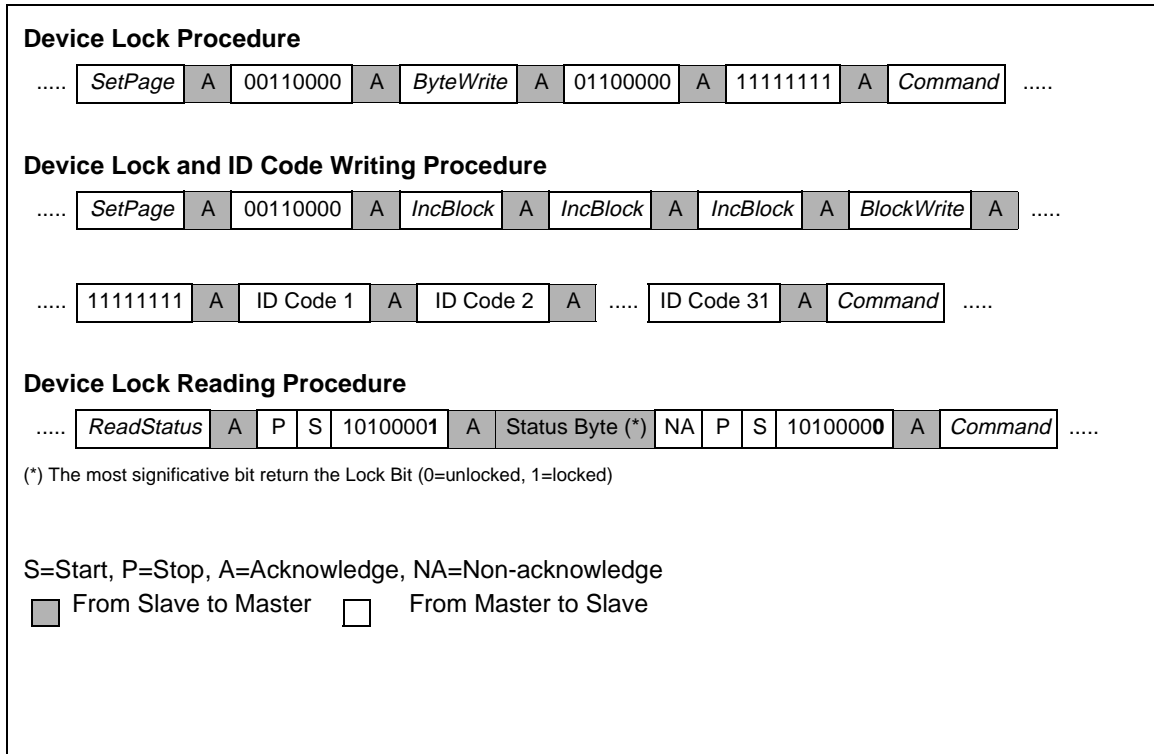 Device Lock Procedure
..... SetPage A 00110000 A ByteWrite A 01100000 A 11111111 A Command .....
Device Lock and ID Code Writing Procedure
..... SetPage A 00110000 A IncBlock A IncBlock A IncBlock A BlockWrite A .....
..... 11111111 A ID Code 1 A ID Code 2 A ..... ID Code 31 A Command .....
Device Lock Reading Procedure
..... ReadStatus A P S 10100001 A Status Byte (*) NA P S 10100000 A Command .....
(*) The most significative bit return the Lock Bit (0=unlocked, 1=locked)
S=Start, P=Stop, A=Acknowledge, NA=Non-acknowledge
From Slave to Master From Master to Slave